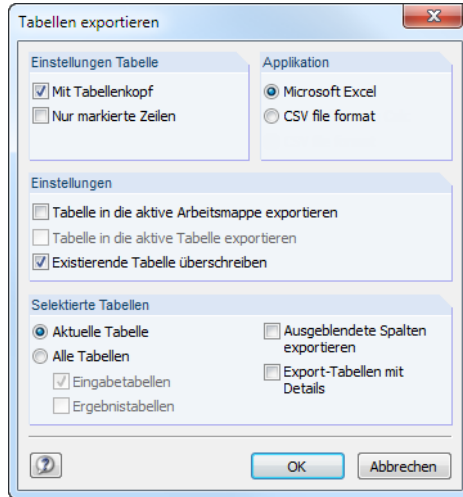 Tabellen exportieren
Einstellungen Tabelle
Mit Tabellenkopf
Nur markierte Zeilen
Applikation
Microsoft Excel
CSV file format
Einstellungen
Tabelle in die aktive Arbeitsmappe exportieren
Tabelle in die aktive Tabelle exportieren
Existierende Tabelle überschreiben
Selektierte Tabellen
Aktuelle Tabelle
Alle Tabellen
Eingabetabellen
Ergebnistabellen
Ausgeblendete Spalten
exportieren
Export-Tabellen mit
Details
OK
Abbrechen